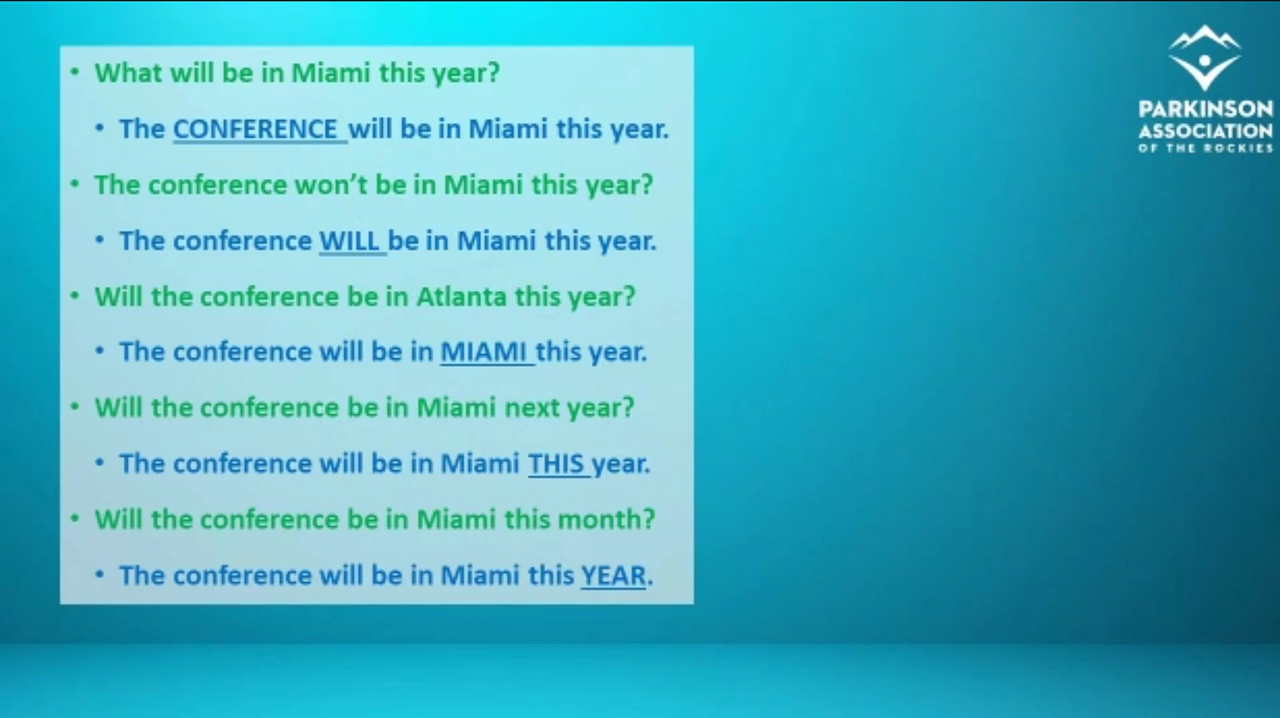 • What will be in Miami this year?
• The CONFERENCE will be in Miami this year.
• The conference won't be in Miami this year?
• The conference WILL be in Miami this year.
• Will the conference be in Atlanta this year?
• The conference will be in MIAMI this year.
• Will the conference be in Miami next year?
• The conference will be in Miami THIS year.
• Will the conference be in Miami this month?
• The conference will be in Miami this YEAR.
PARKINSON
ASSOCIATION
OF THE ROCKIES